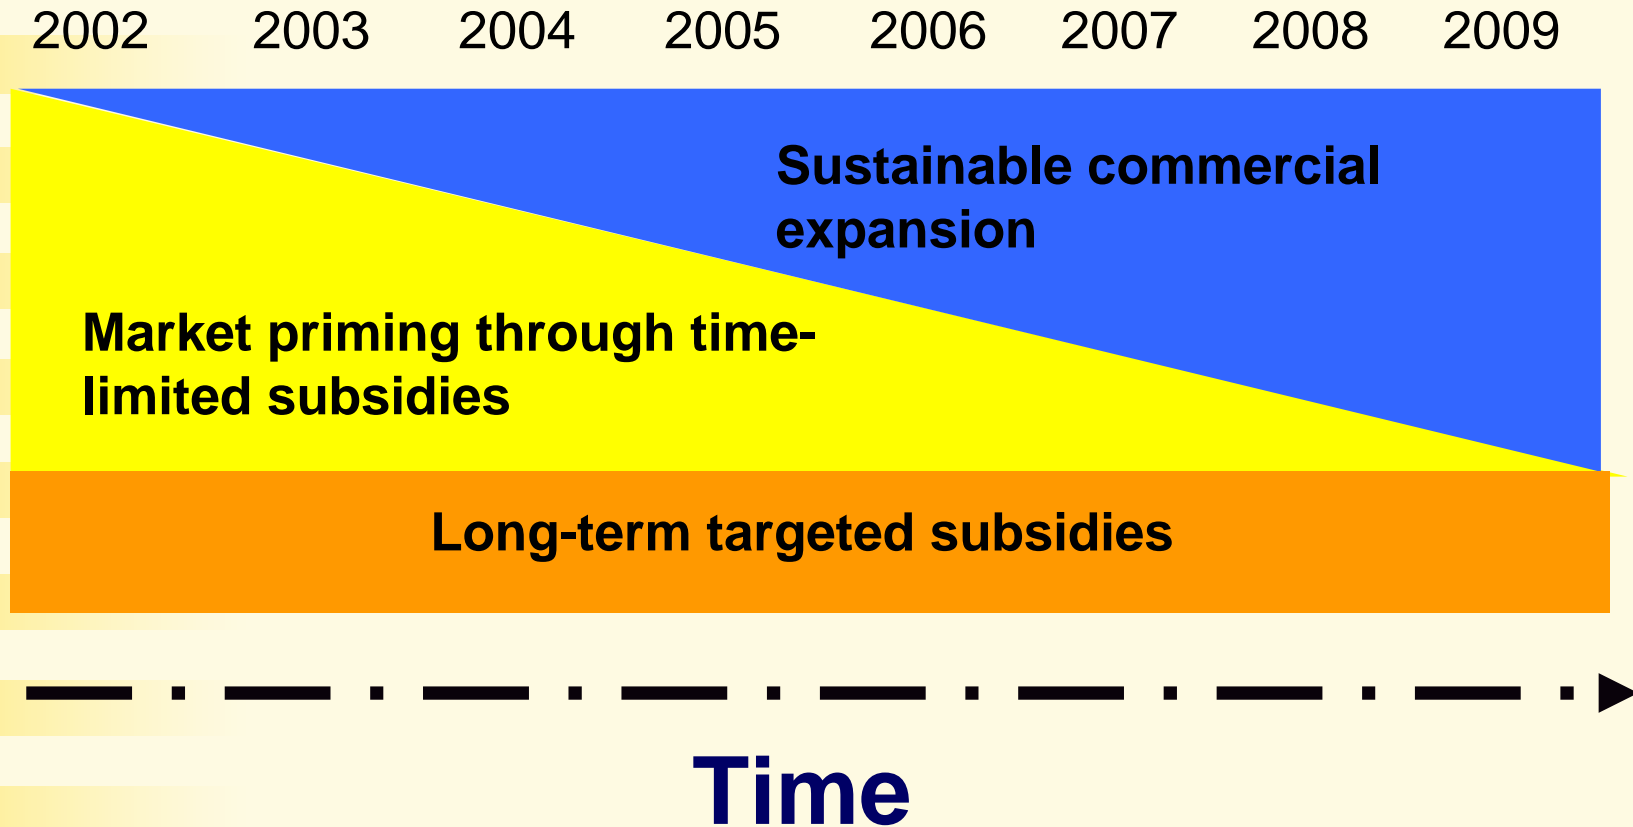 2002 2003 2004 2005 2006 2007 2008 2009
Sustainable commercial
expansion
Market priming through time-
limited subsidies
Long-term targeted subsidies
Time